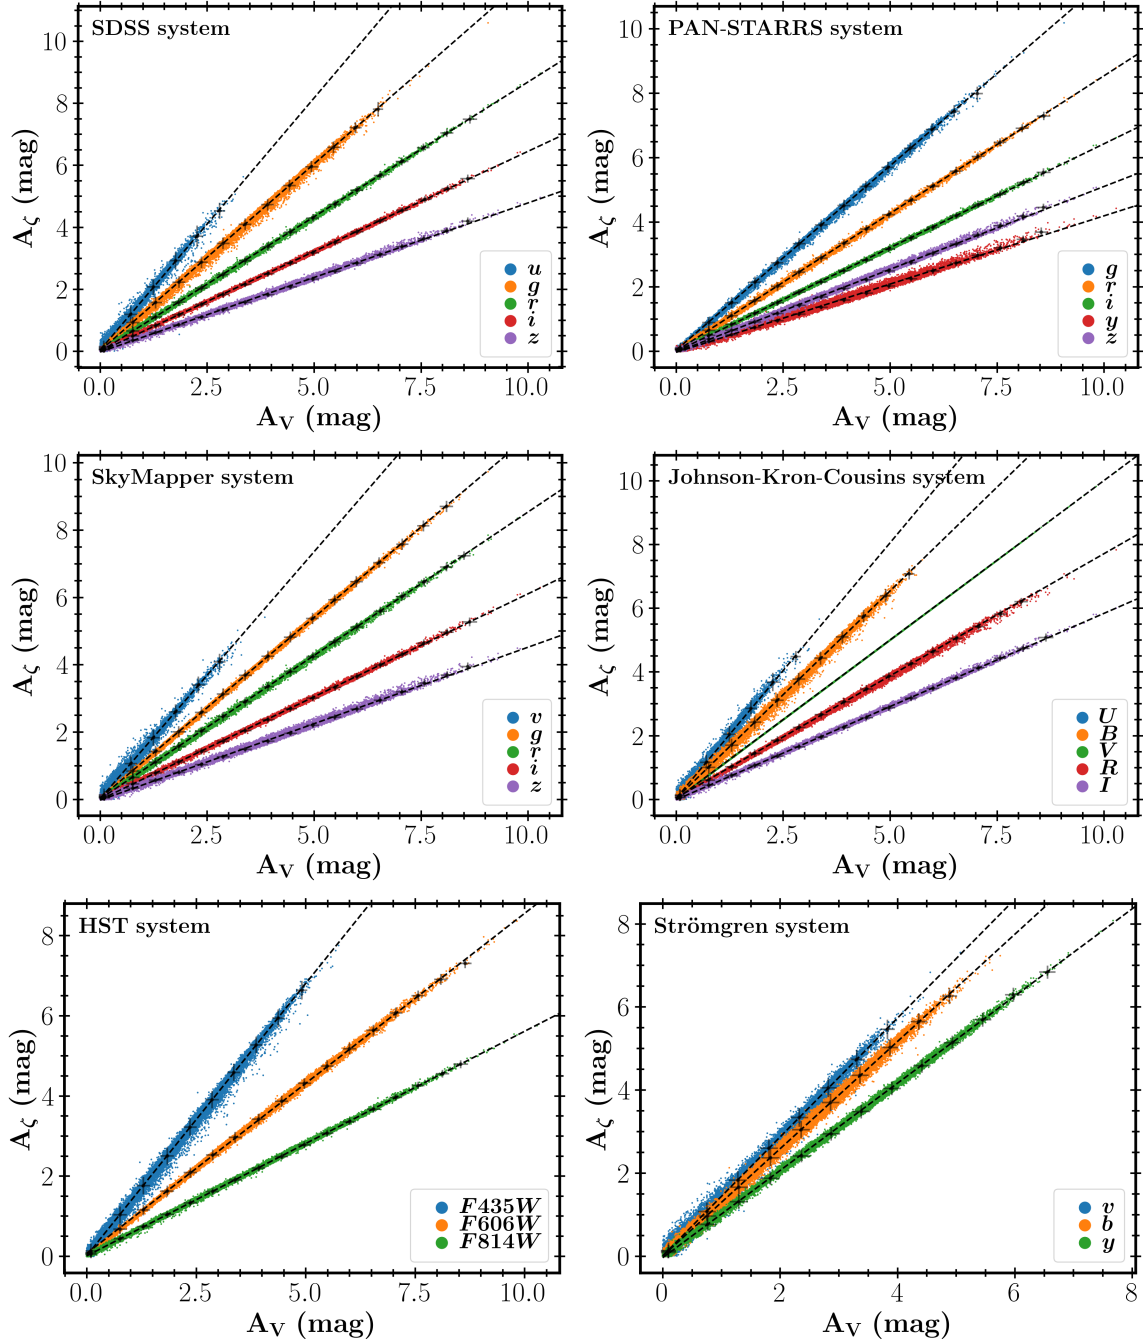 SDSS system
10
8
6
4
2
0
A_ζ (mag)
u
g
r
i
z
0.0 2.5 5.0 7.5 10.0
A_V (mag)
PAN-STARRS system
10
8
6
4
2
0
A_ζ (mag)
g
r
i
y
z
0.0 2.5 5.0 7.5 10.0
A_V (mag)
SkyMapper system
10
8
6
4
2
0
A_ζ (mag)
v
g
r
i
z
0.0 2.5 5.0 7.5 10.0
A_V (mag)
Johnson-Kron-Cousins system
10
8
6
4
2
0
A_ζ (mag)
U
B
V
R
I
0.0 2.5 5.0 7.5 10.0
A_V (mag)
HST system
8
6
4
2
0
A_ζ (mag)
F435W
F606W
F814W
0.0 2.5 5.0 7.5 10.0
A_V (mag)
Strömgren system
8
6
4
2
0
A_ζ (mag)
v
b
y
0 2 4 6 8
A_V (mag)